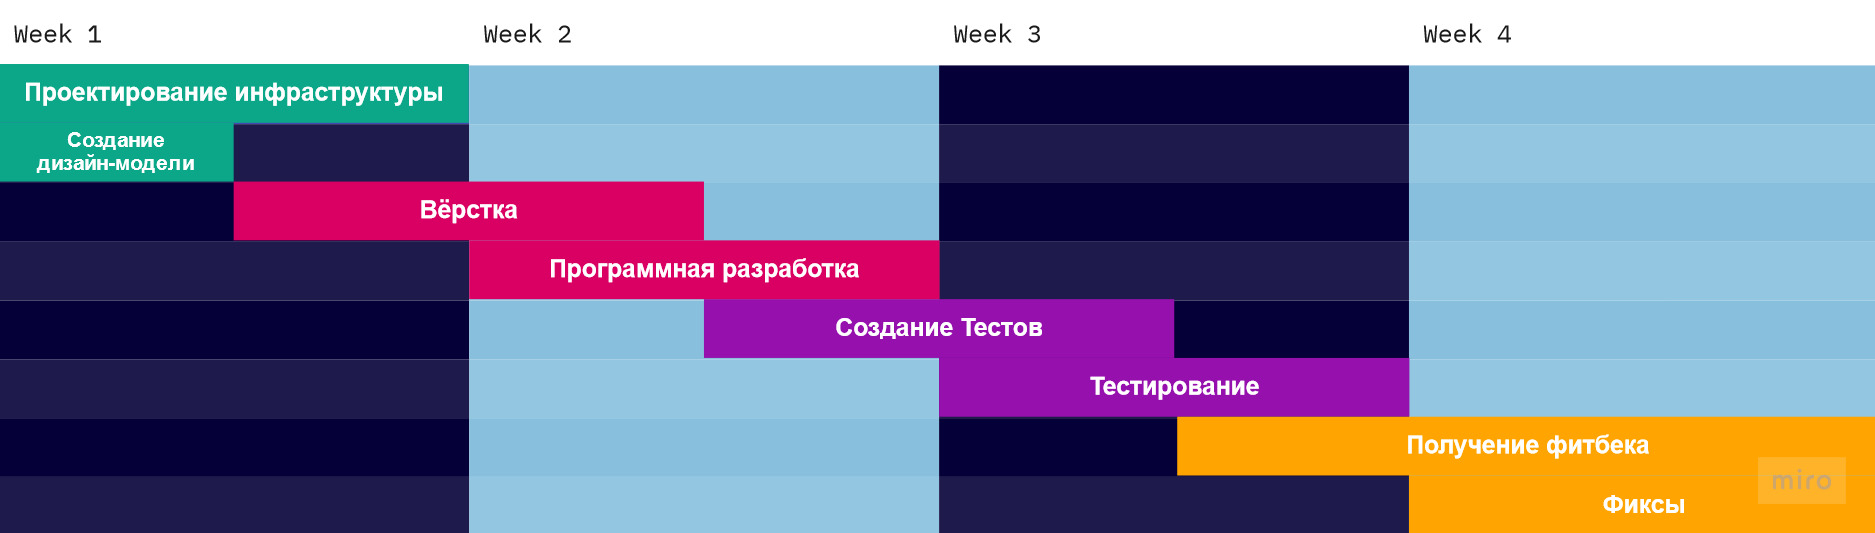 Week 1
Week 2
Week 3
Week 4
Проектирование инфраструктуры
Создание
дизайн-модели
Вёрстка
Программная разработка
Создание Тестов
Тестирование
Получение фитбека
miro
Фиксы